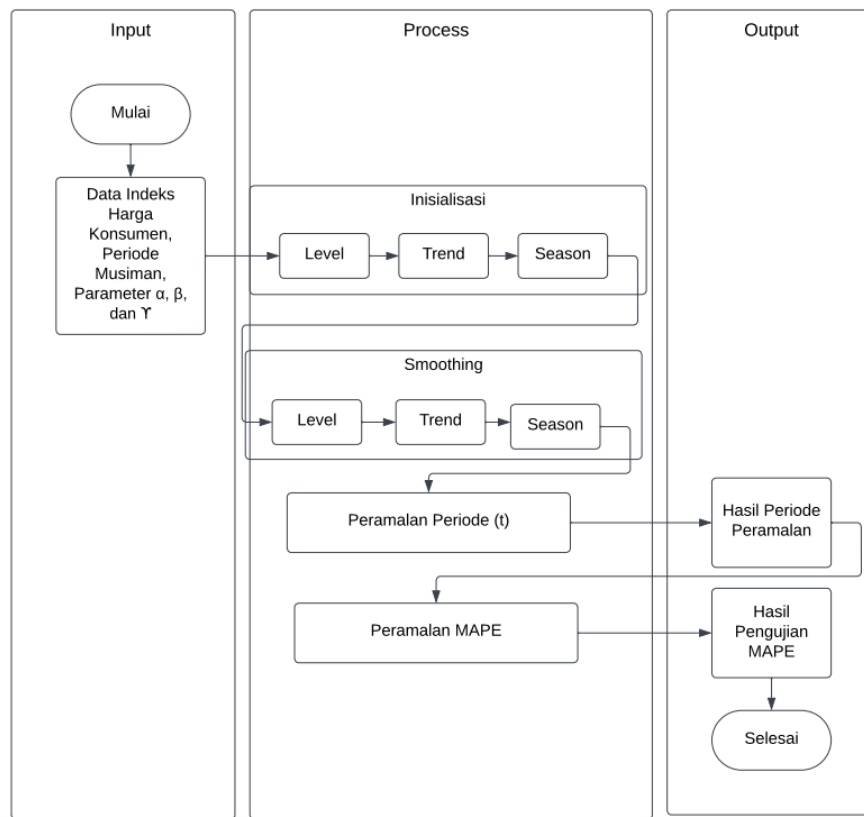 Input
Process
Output
Mulai
Data Indeks
Harga
Konsumen,
Periode
Musiman,
Parameter α, β,
dan ϒ
Inisialisasi
Level
Trend
Season
Smoothing
Level
Trend
Season
Peramalan Periode (t)
Hasil Periode
Peramalan
Peramalan MAPE
Hasil
Pengujian
MAPE
Selesai